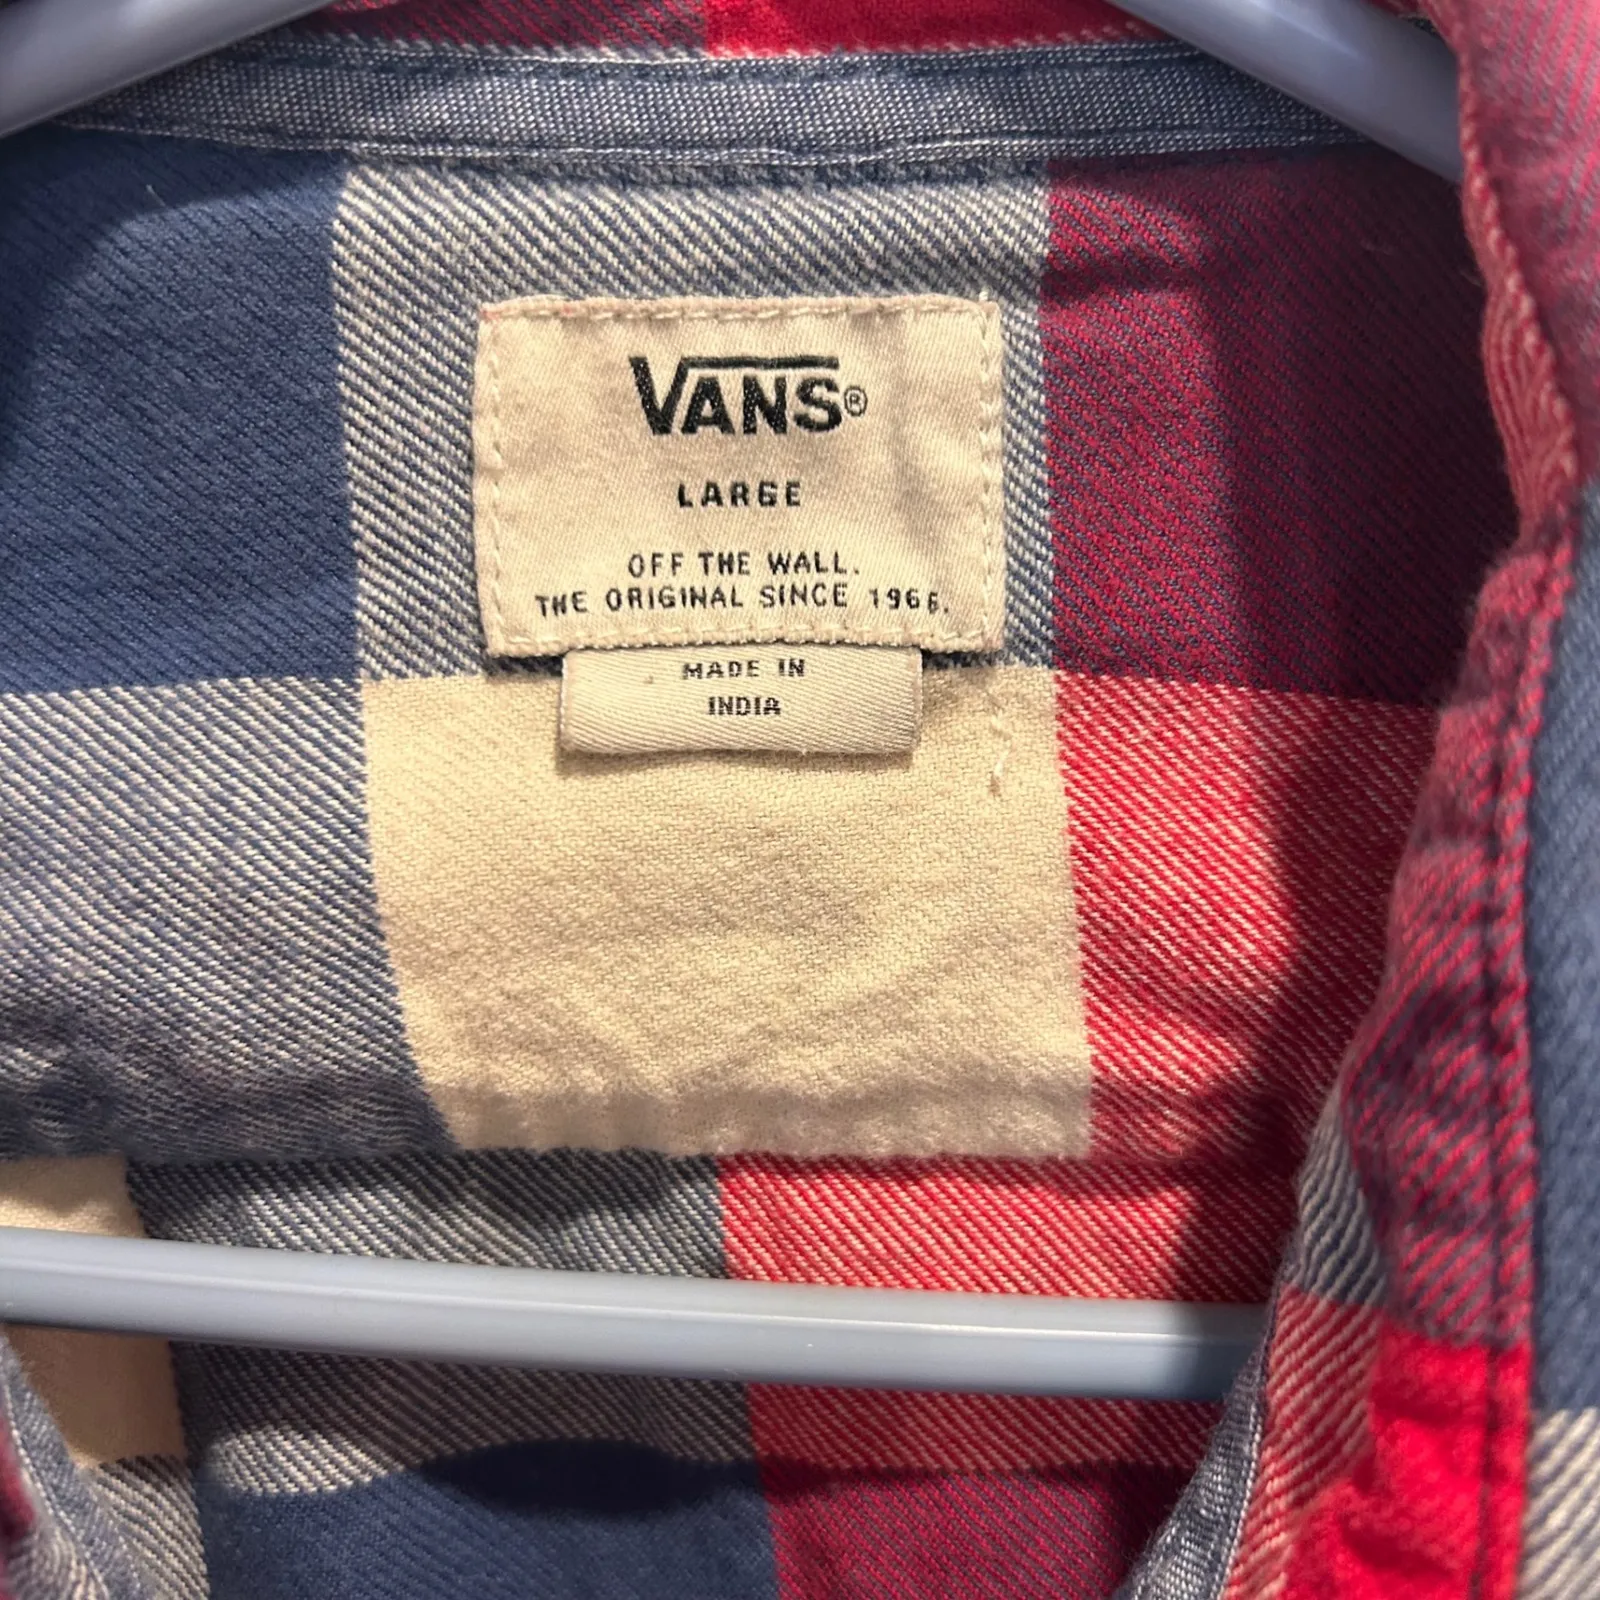 VANS®
LARGE
OFF THE WALL.
THE ORIGINAL SINCE 1966.
MADE IN
INDIA